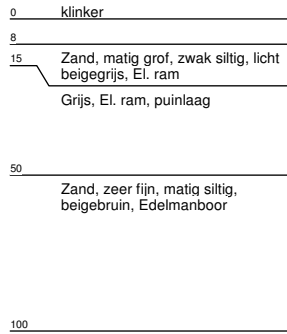 0 klinker
8
15 Zand, matig grof, zwak siltig, licht
beigegrijs, El. ram
Grijs, El. ram, puinlaag
50
Zand, zeer fijn, matig siltig,
beigebruin, Edelmanboor
100